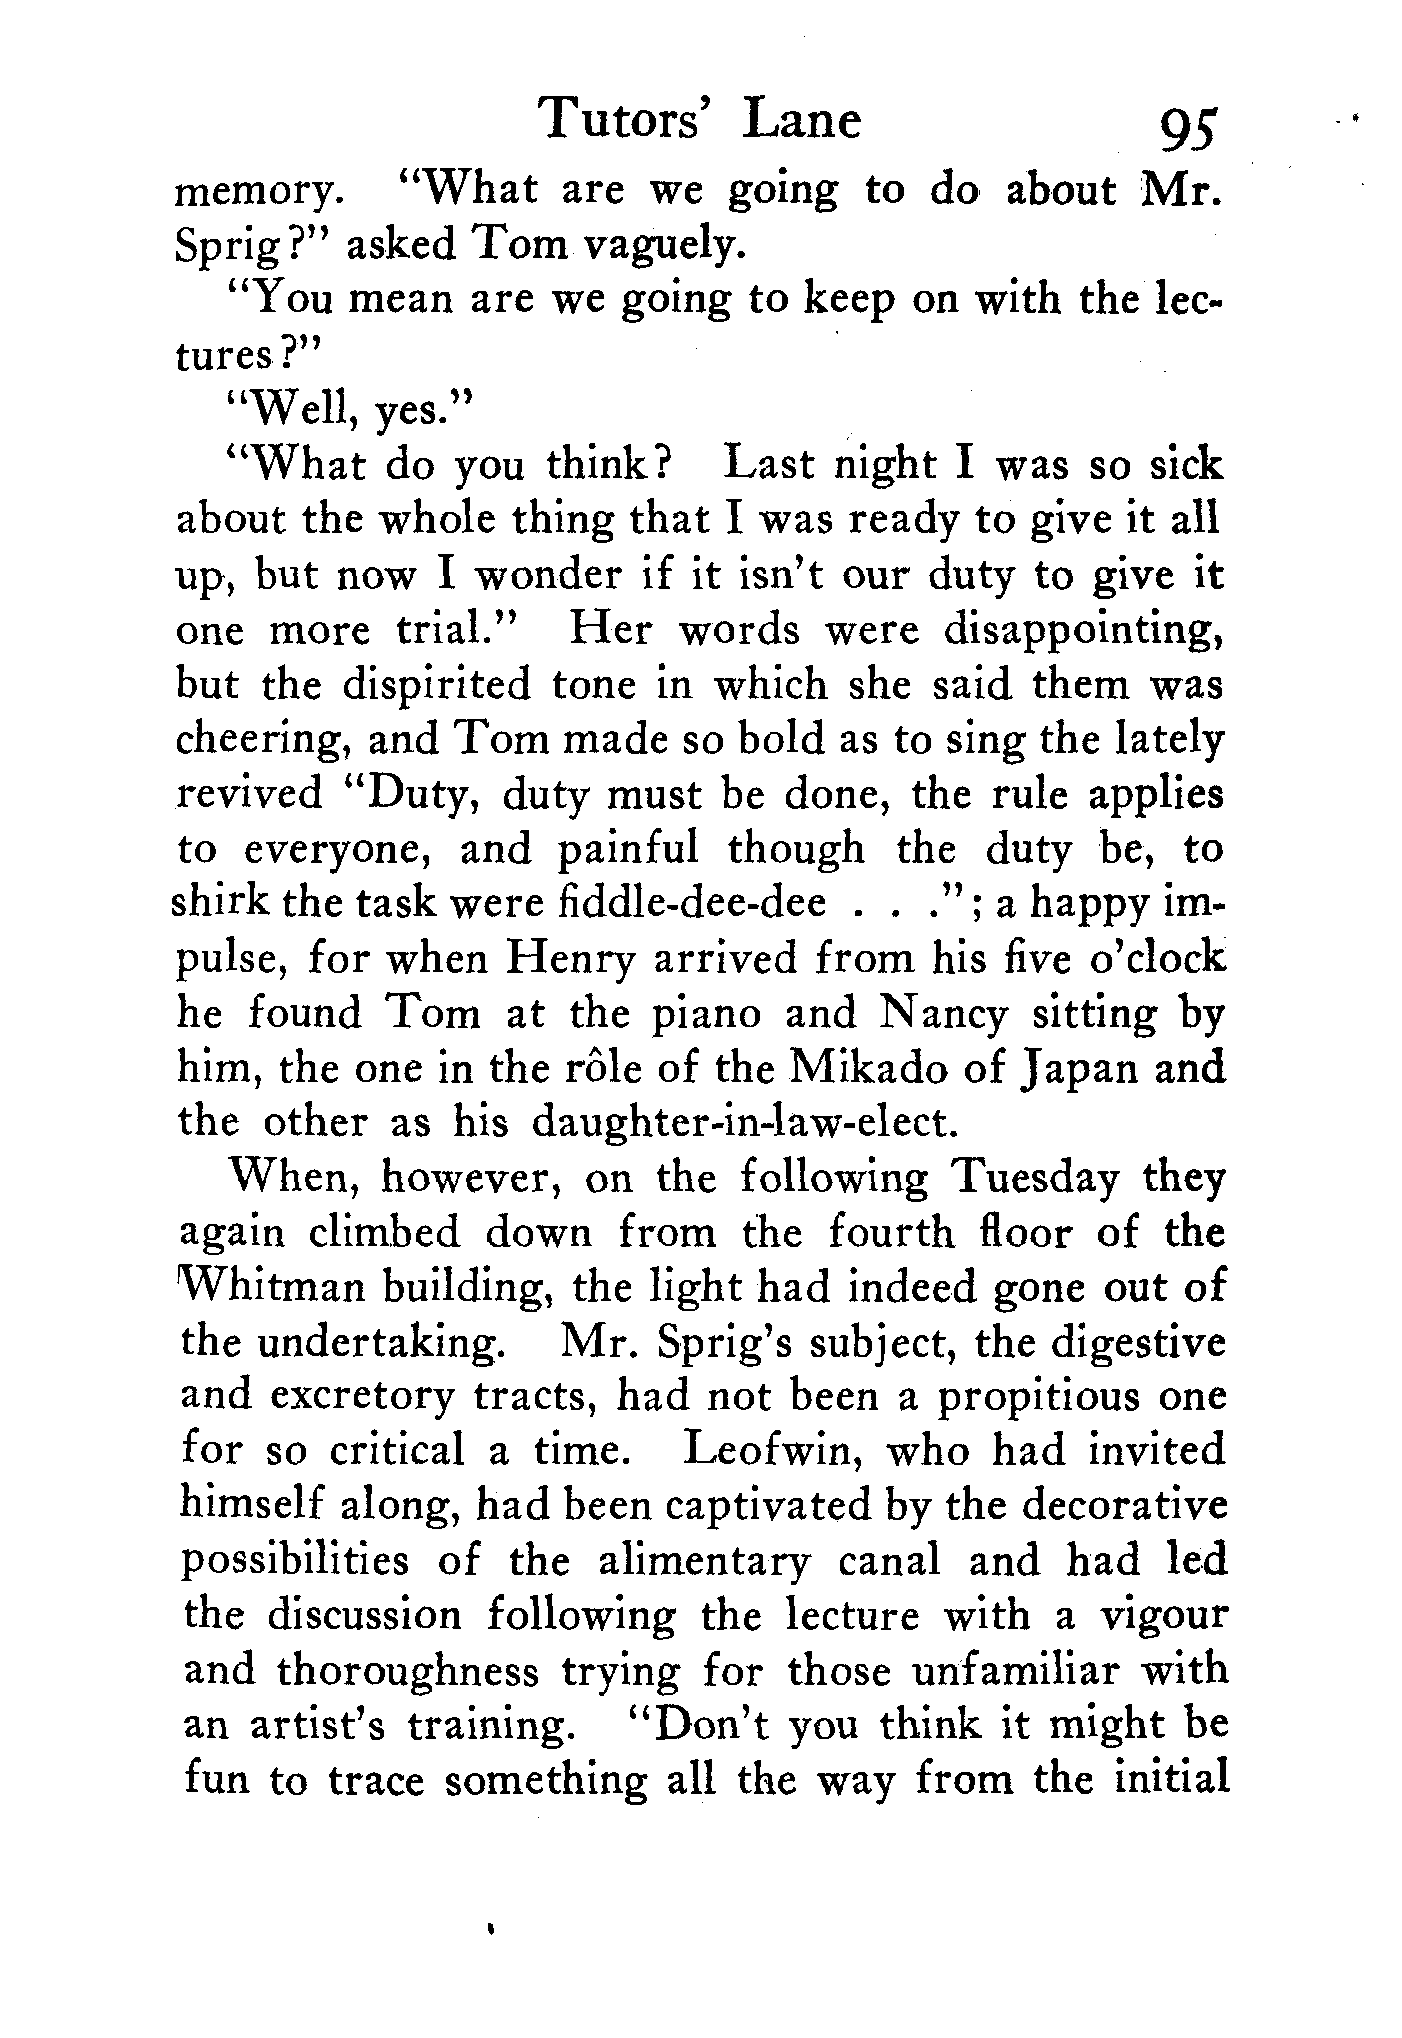 Tutors' Lane 95
memory. "What are we going to do about Mr.
Sprig?" asked Tom vaguely.
"You mean are we going to keep on with the lec-
tures?"
"Well, yes."
"What do you think? Last night I was so sick
about the whole thing that I was ready to give it all
up, but now I wonder if it isn't our duty to give it
one more trial." Her words were disappointing,
but the dispirited tone in which she said them was
cheering, and Tom made so bold as to sing the lately
revived "Duty, duty must be done, the rule applies
to everyone, and painful though the duty be, to
shirk the task were fiddle-dee-dee . . ."; a happy im-
pulse, for when Henry arrived from his five o'clock
he found Tom at the piano and Nancy sitting by
him, the one in the rôle of the Mikado of Japan and
the other as his daughter-in-law-elect.
When, however, on the following Tuesday they
again climbed down from the fourth floor of the
Whitman building, the light had indeed gone out of
the undertaking. Mr. Sprig's subject, the digestive
and excretory tracts, had not been a propitious one
for so critical a time. Leofwin, who had invited
himself along, had been captivated by the decorative
possibilities of the alimentary canal and had led
the discussion following the lecture with a vigour
and thoroughness trying for those unfamiliar with
an artist's training. "Don't you think it might be
fun to trace something all the way from the initial